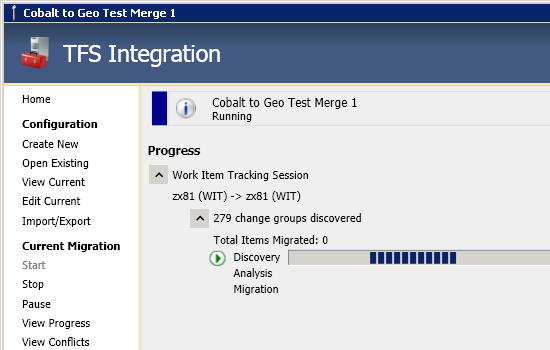 Cobalt to Geo Test Merge 1
TFS Integration
Home
Configuration
Create New
Open Existing
View Current
Edit Current
Import/Export
Current Migration
Start
Stop
Pause
View Progress
View Conflicts
Cobalt to Geo Test Merge 1
Running
Progress
Work Item Tracking Session
zx81 (WIT) -> zx81 (WIT)
279 change groups discovered
Total Items Migrated: 0
Discovery
Analysis
Migration